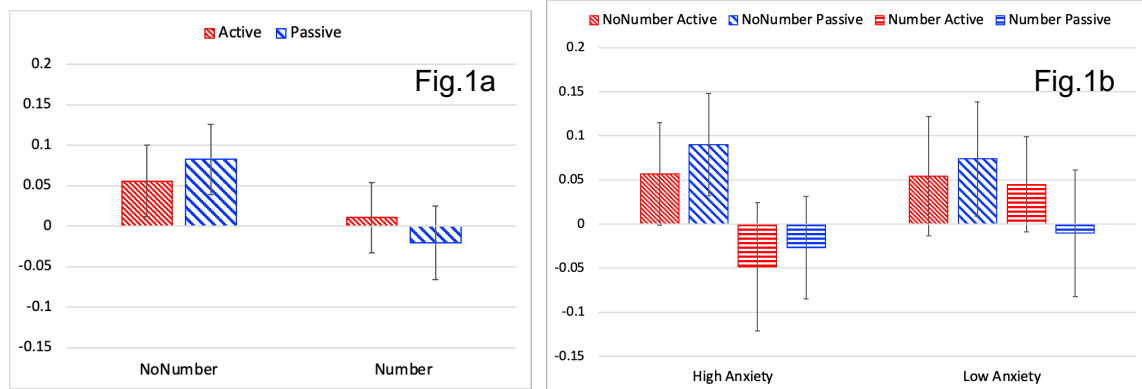 Active Passive
Fig.1a
0.2
0.15
0.1
0.05
0
-0.05
-0.1
-0.15
NoNumber Number
NoNumber Active NoNumber Passive Number Active Number Passive
Fig.1b
0.2
0.15
0.1
0.05
0
-0.05
-0.1
-0.15
High Anxiety Low Anxiety